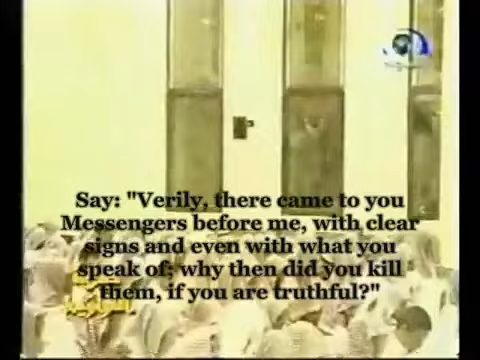 Say: "Verily, there came to you
Messengers before me, with clear
signs and even with what you
speak of; why then did you kill
them, if you are truthful?"